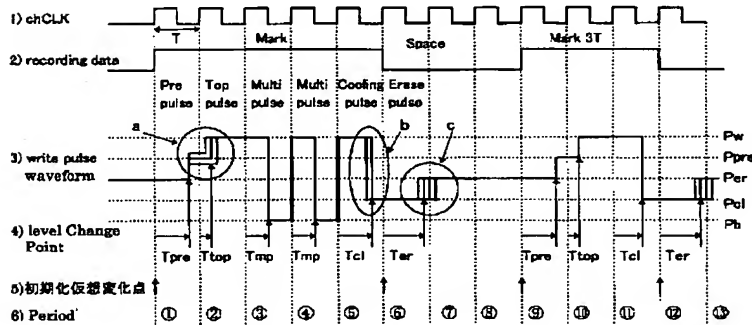 1) chCLK
T
Mark
Space
Mark 3T
2) recording data
Pre pulse
Top pulse
Multi pulse
Multi pulse
Cooling pulse
Erase pulse
a
b
c
3) write pulse waveform
Pw
Ppre
Per
Pcl
Pb
4) level Change Point
Tpre
Ttop
Tmp
Tmp
Tcl
Ter
Tpre
Ttop
Tcl
Ter
5)初期化仮想変化点
6) Period
① ② ③ ④ ⑤ ⑥ ⑦ ⑧ ⑨ ⑩ ⑪ ⑫ ⑬